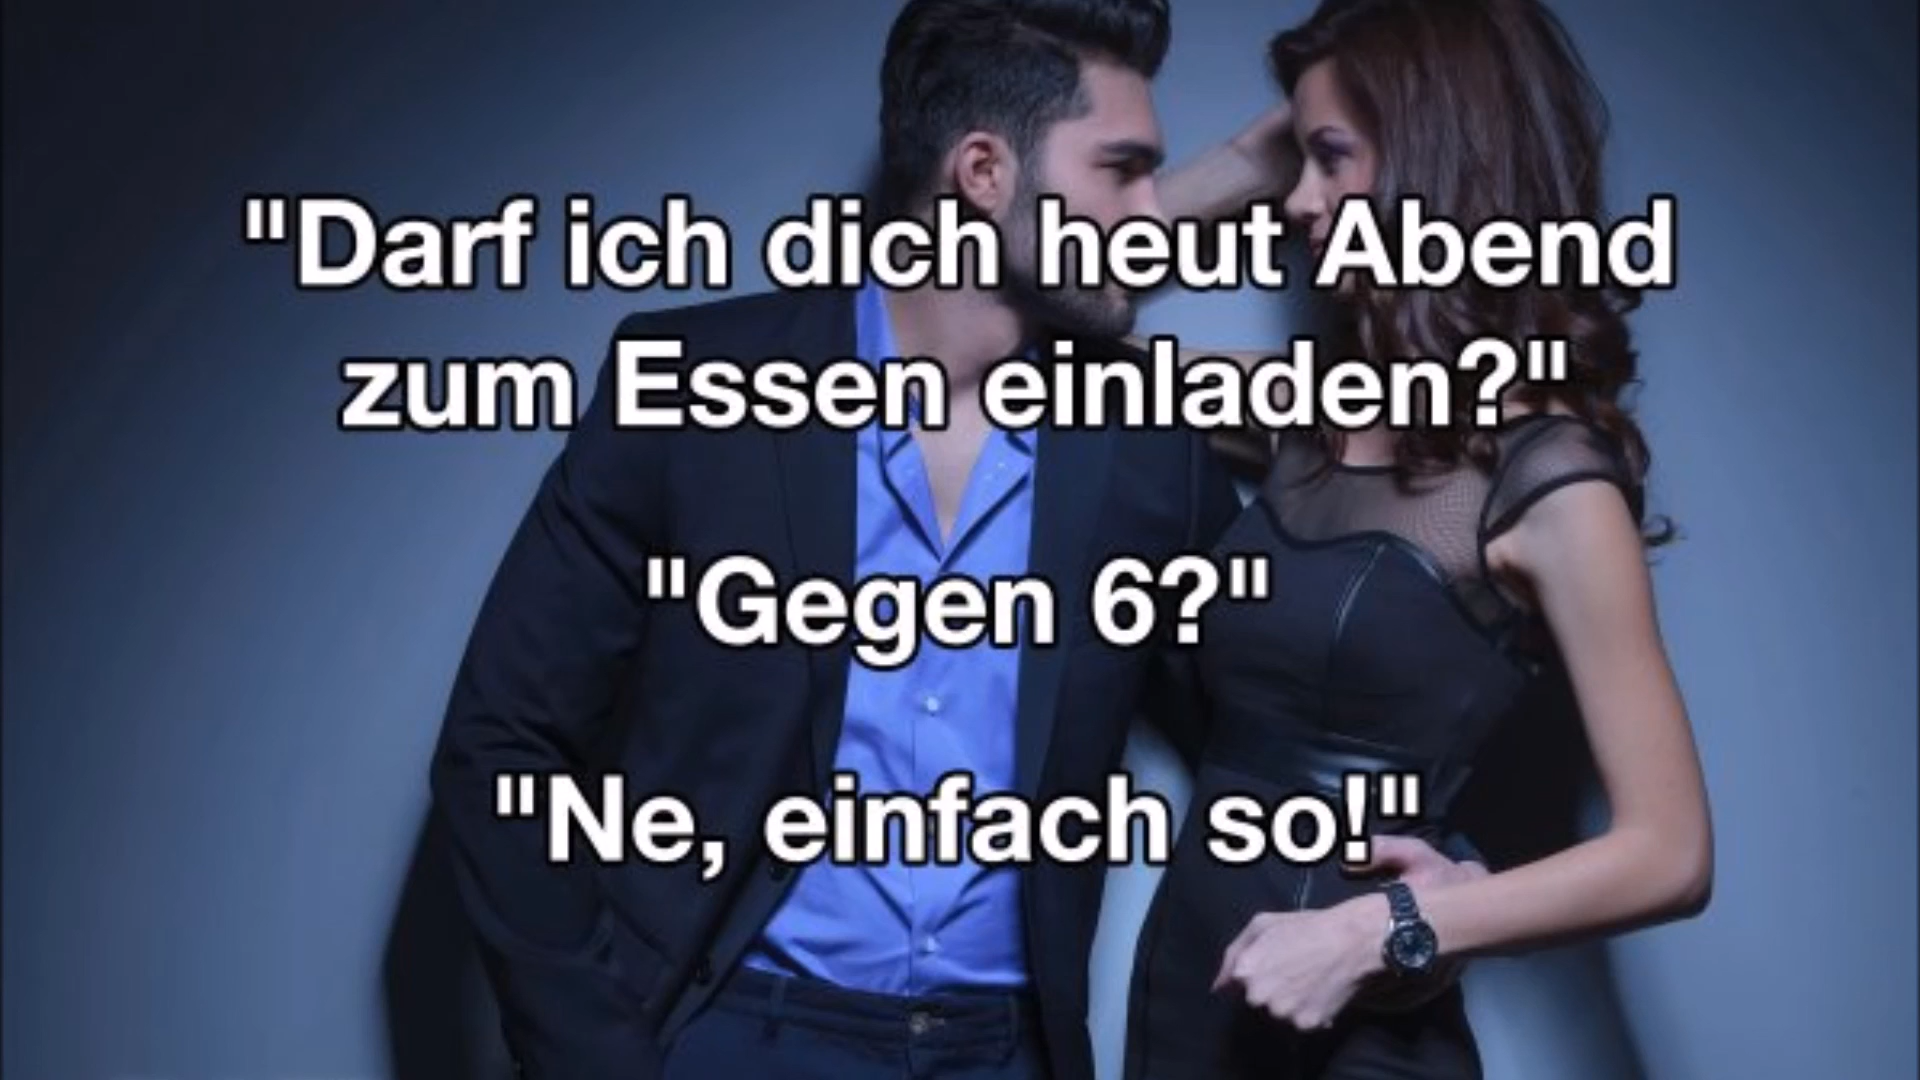 "Darf ich dich heut Abend
zum Essen einladen?"
"Gegen 6?"
"Ne, einfach so!"